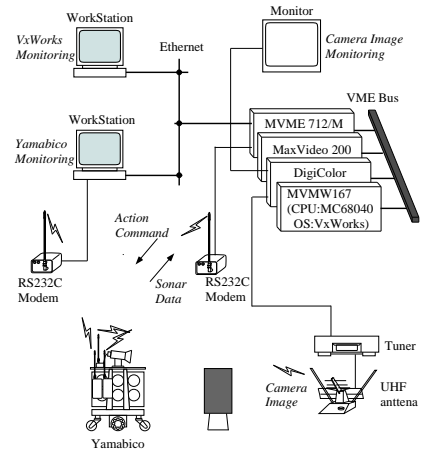 WorkStation
VxWorks
Monitoring
Ethernet
Monitor
Camera Image
Monitoring
VME Bus
WorkStation
Yamabico
Monitoring
MVME 712/M
MaxVideo 200
DigiColor
MVMW167
(CPU:MC68040
OS:VxWorks)
Action
Command
RS232C
Modem
Sonar
Data
RS232C
Modem
Tuner
Camera
Image
UHF
anttena
Yamabico